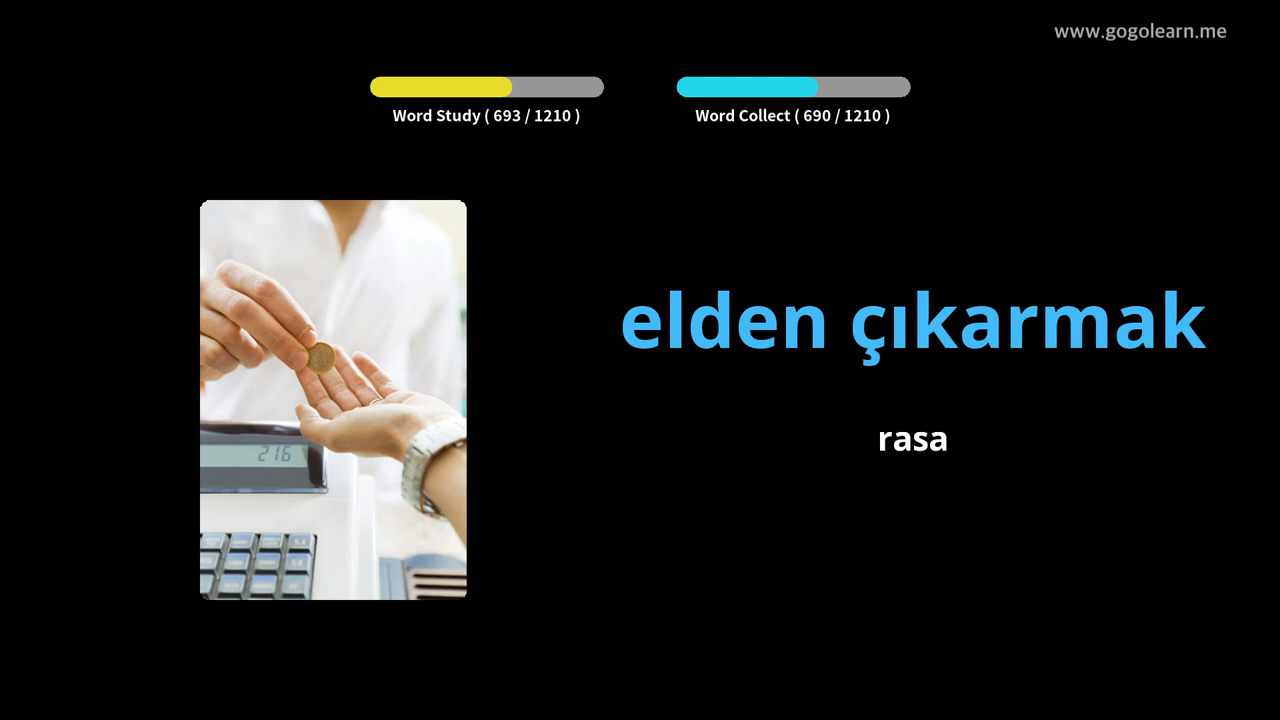 www.gogolearn.me
Word Study ( 693 / 1210 )
Word Collect ( 690 / 1210 )
elden çıkarmak
rasa
216